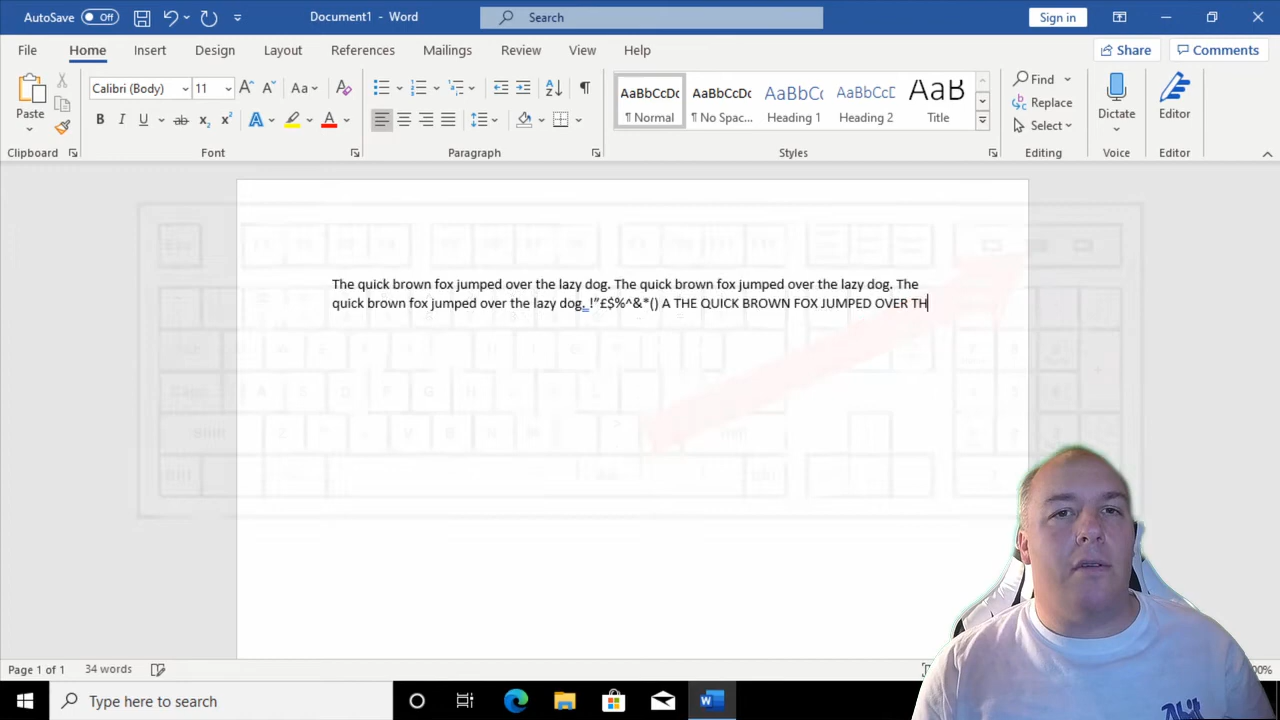 AutoSave Off Document1 - Word Search Sign in
File Home Insert Design Layout References Mailings Review View Help Share Comments
Paste Calibri (Body) 11 Aa AaBbCcDc AaBbCcDc AaBbCc AaBbCcD AaB Find Dictate Editor
¶ Normal ¶ No Spac... Heading 1 Heading 2 Title Replace
Select
Clipboard Font Paragraph Styles Editing Voice Editor
The quick brown fox jumped over the lazy dog. The quick brown fox jumped over the lazy dog. The
quick brown fox jumped over the lazy dog. !"£$%^&*() A THE QUICK BROWN FOX JUMPED OVER TH
Page 1 of 1 34 words
Type here to search